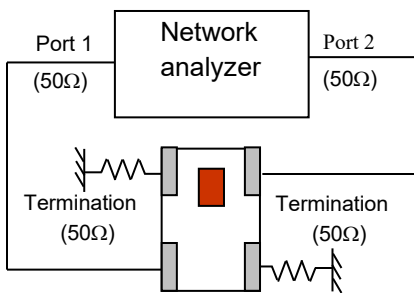 Network
analyzer
Port 1
(50Ω)
Port 2
(50Ω)
Termination
(50Ω)
Termination
(50Ω)